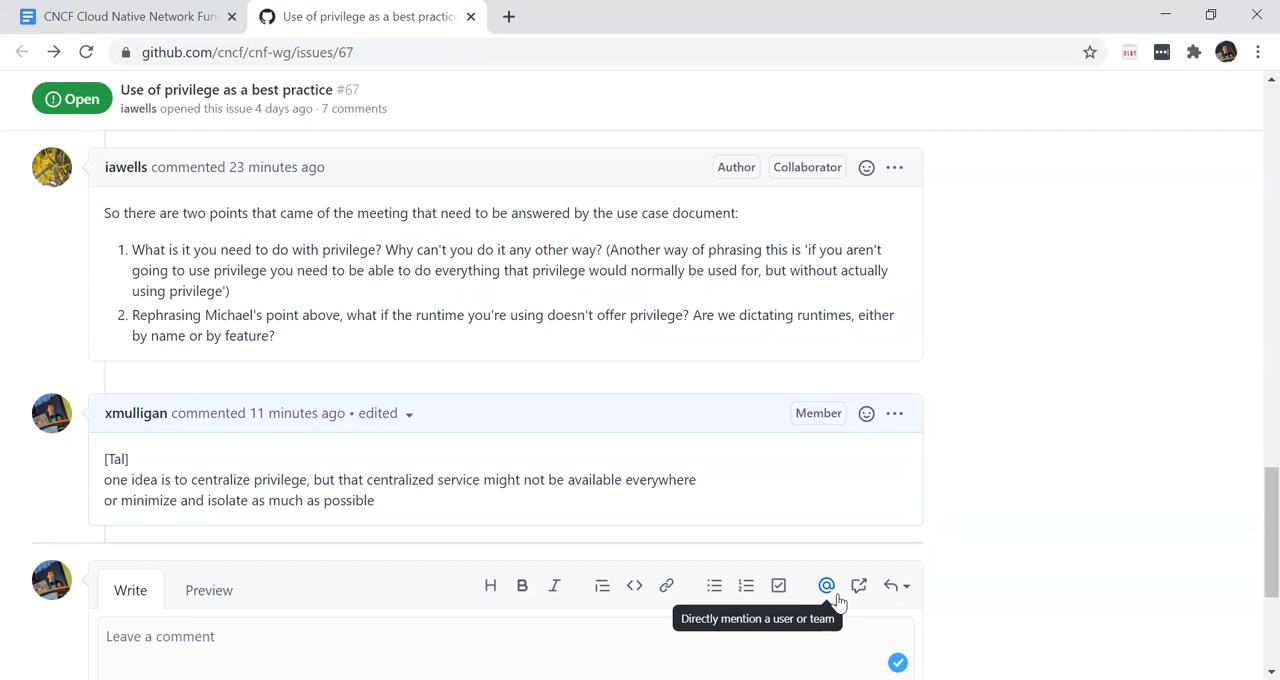 CNCF Cloud Native Network Fun
Use of privilege as a best practice
github.com/cncf/cnf-wg/issues/67
Open
Use of privilege as a best practice #67
iawells opened this issue 4 days ago · 7 comments
iawells commented 23 minutes ago
Author
Collaborator
So there are two points that came of the meeting that need to be answered by the use case document:
1. What is it you need to do with privilege? Why can't you do it any other way? (Another way of phrasing this is 'if you aren't
going to use privilege you need to be able to do everything that privilege would normally be used for, but without actually
using privilege')
2. Rephrasing Michael's point above, what if the runtime you're using doesn't offer privilege? Are we dictating runtimes, either
by name or by feature?
xmulligan commented 11 minutes ago • edited
Member
[Tal]
one idea is to centralize privilege, but that centralized service might not be available everywhere
or minimize and isolate as much as possible
Write
Preview
H B I
Directly mention a user or team
Leave a comment